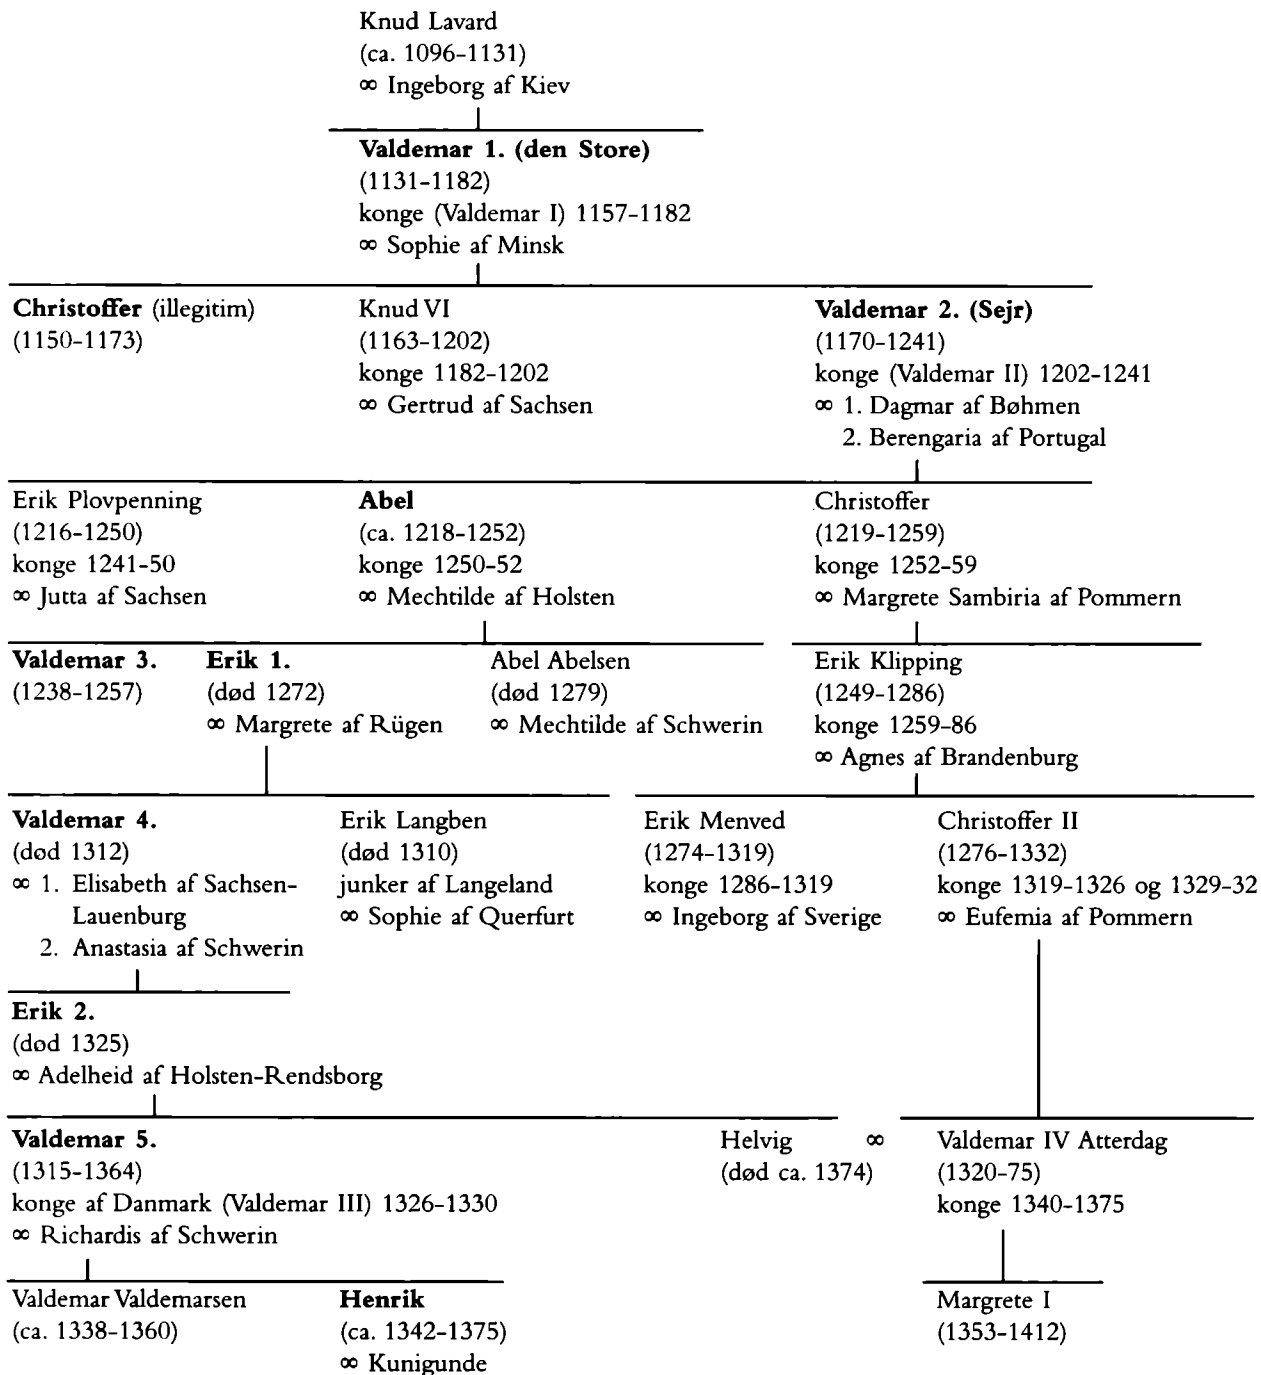 Knud Lavard
(ca. 1096-1131)
∞ Ingeborg af Kiev
Valdemar 1. (den Store)
(1131-1182)
konge (Valdemar I) 1157-1182
∞ Sophie af Minsk
Christoffer (illegitim)
(1150-1173)
Knud VI
(1163-1202)
konge 1182-1202
∞ Gertrud af Sachsen
Valdemar 2. (Sejr)
(1170-1241)
konge (Valdemar II) 1202-1241
∞ 1. Dagmar af Bøhmen
2. Berengaria af Portugal
Erik Plovpenning
(1216-1250)
konge 1241-50
∞ Jutta af Sachsen
Abel
(ca. 1218-1252)
konge 1250-52
∞ Mechtilde af Holsten
Christoffer
(1219-1259)
konge 1252-59
∞ Margrete Sambiria af Pommern
Valdemar 3.
(1238-1257)
Erik 1.
(død 1272)
∞ Margrete af Rügen
Abel Abelsen
(død 1279)
∞ Mechtilde af Schwerin
Erik Klipping
(1249-1286)
konge 1259-86
∞ Agnes af Brandenburg
Valdemar 4.
(død 1312)
∞ 1. Elisabeth af Sachsen-
Lauenburg
2. Anastasia af Schwerin
Erik Langben
(død 1310)
junker af Langeland
∞ Sophie af Querfurt
Erik Menved
(1274-1319)
konge 1286-1319
∞ Ingeborg af Sverige
Christoffer II
(1276-1332)
konge 1319-1326 og 1329-32
∞ Eufemia af Pommern
Erik 2.
(død 1325)
∞ Adelheid af Holsten-Rendsborg
Valdemar 5.
(1315-1364)
konge af Danmark (Valdemar III) 1326-1330
∞ Richardis af Schwerin
Helvig ∞
(død ca. 1374)
Valdemar IV Atterdag
(1320-75)
konge 1340-1375
Valdemar Valdemarsen
(ca. 1338-1360)
Henrik
(ca. 1342-1375)
∞ Kunigunde
Margrete I
(1353-1412)